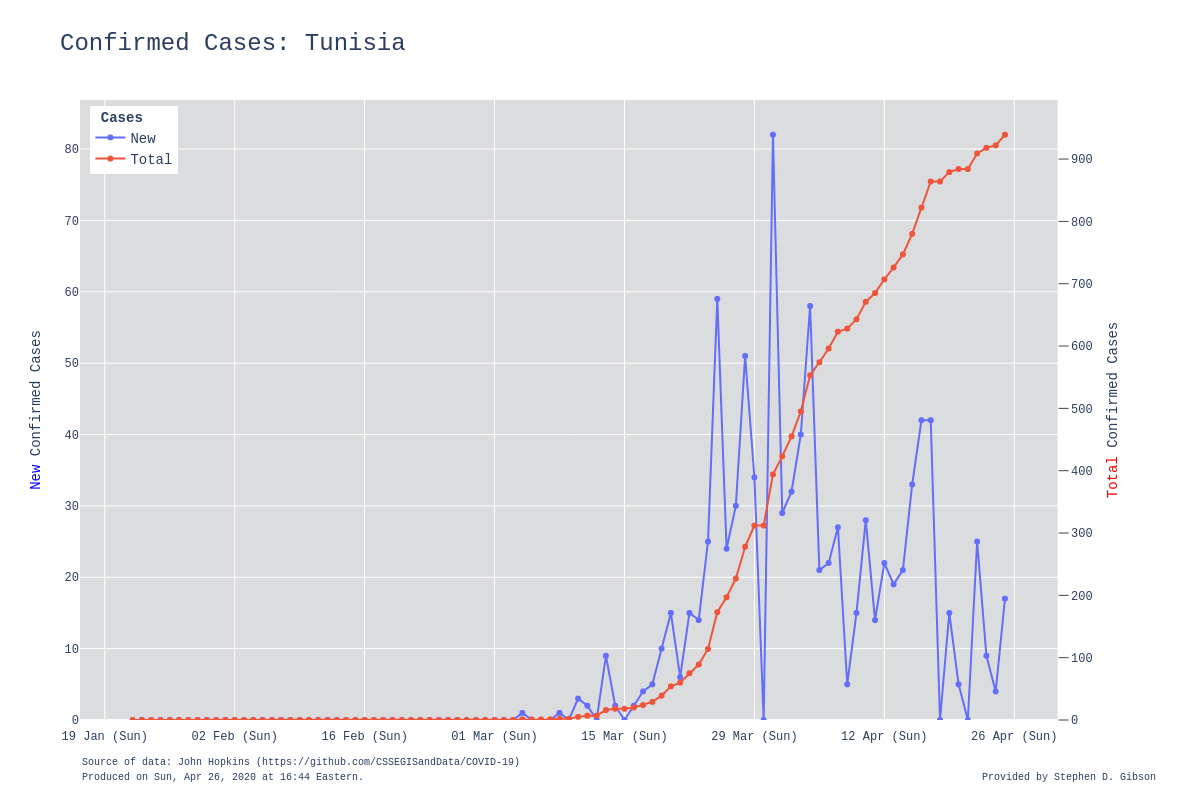 Confirmed Cases: Tunisia
Cases
New
Total
80
70
60
50
40
30
20
10
0
New Confirmed Cases
900
800
700
600
500
400
300
200
100
0
Total Confirmed Cases
19 Jan (Sun) 02 Feb (Sun) 16 Feb (Sun) 01 Mar (Sun) 15 Mar (Sun) 29 Mar (Sun) 12 Apr (Sun) 26 Apr (Sun)
Source of data: John Hopkins (https://github.com/CSSEGISandData/COVID-19)
Produced on Sun, Apr 26, 2020 at 16:44 Eastern.
Provided by Stephen D. Gibson